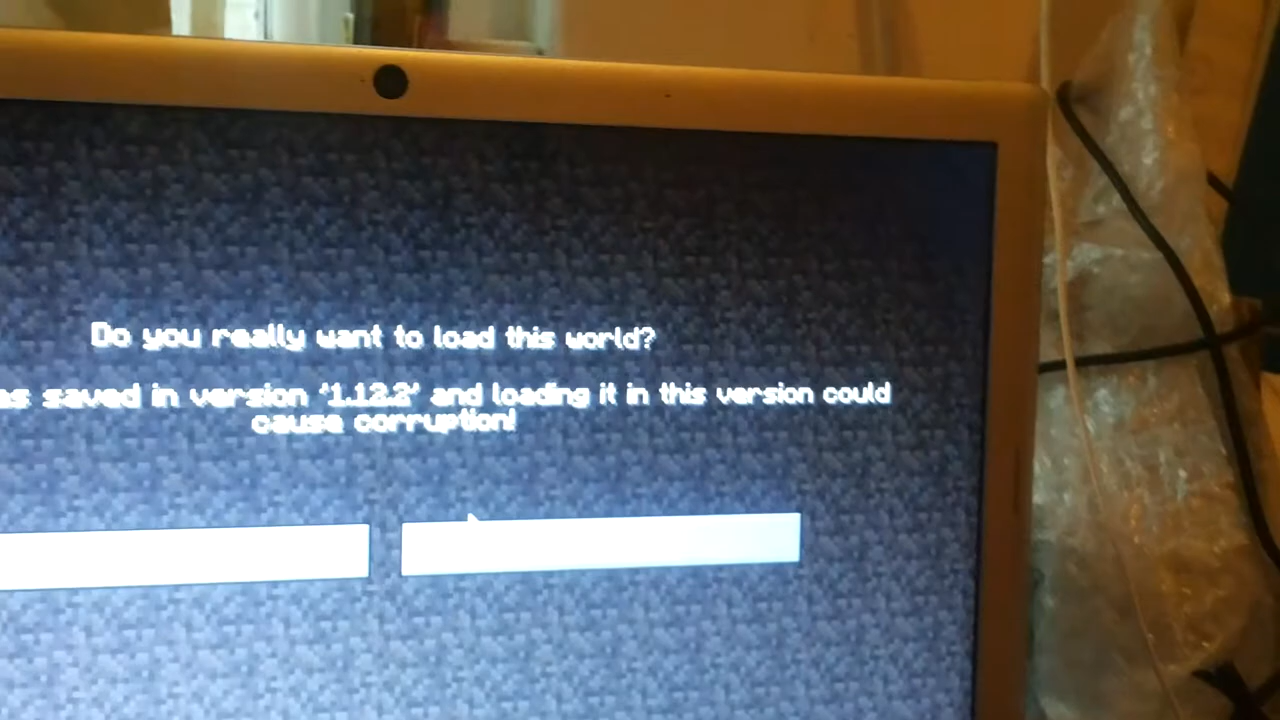 Do you really want to load this world?
as saved in version '1.12.2' and loading it in this version could
cause corruption!